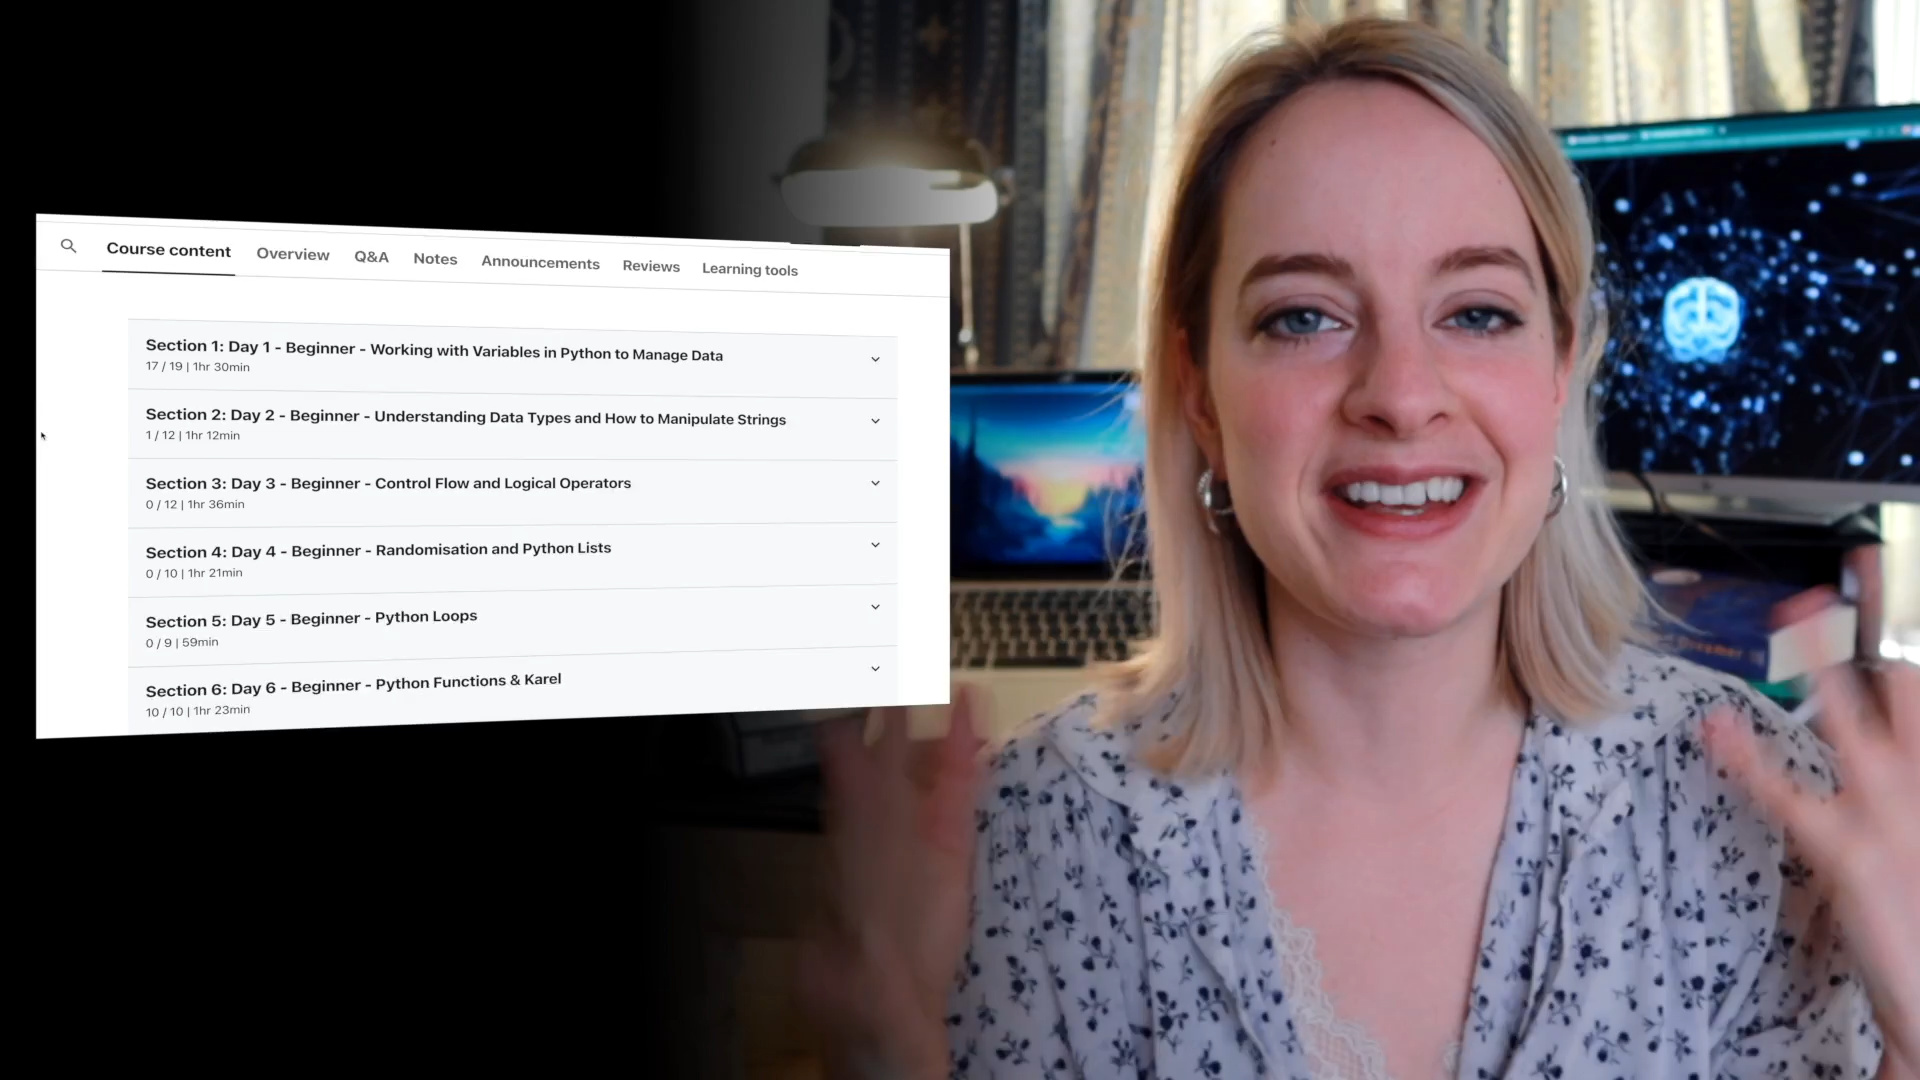 Course content Overview Q&A Notes Announcements Reviews Learning tools
Section 1: Day 1 - Beginner - Working with Variables in Python to Manage Data
17 / 19 | 1hr 30min
Section 2: Day 2 - Beginner - Understanding Data Types and How to Manipulate Strings
1 / 12 | 1hr 12min
Section 3: Day 3 - Beginner - Control Flow and Logical Operators
0 / 12 | 1hr 36min
Section 4: Day 4 - Beginner - Randomisation and Python Lists
0 / 10 | 1hr 21min
Section 5: Day 5 - Beginner - Python Loops
0 / 9 | 59min
Section 6: Day 6 - Beginner - Python Functions & Karel
10 / 10 | 1hr 23min